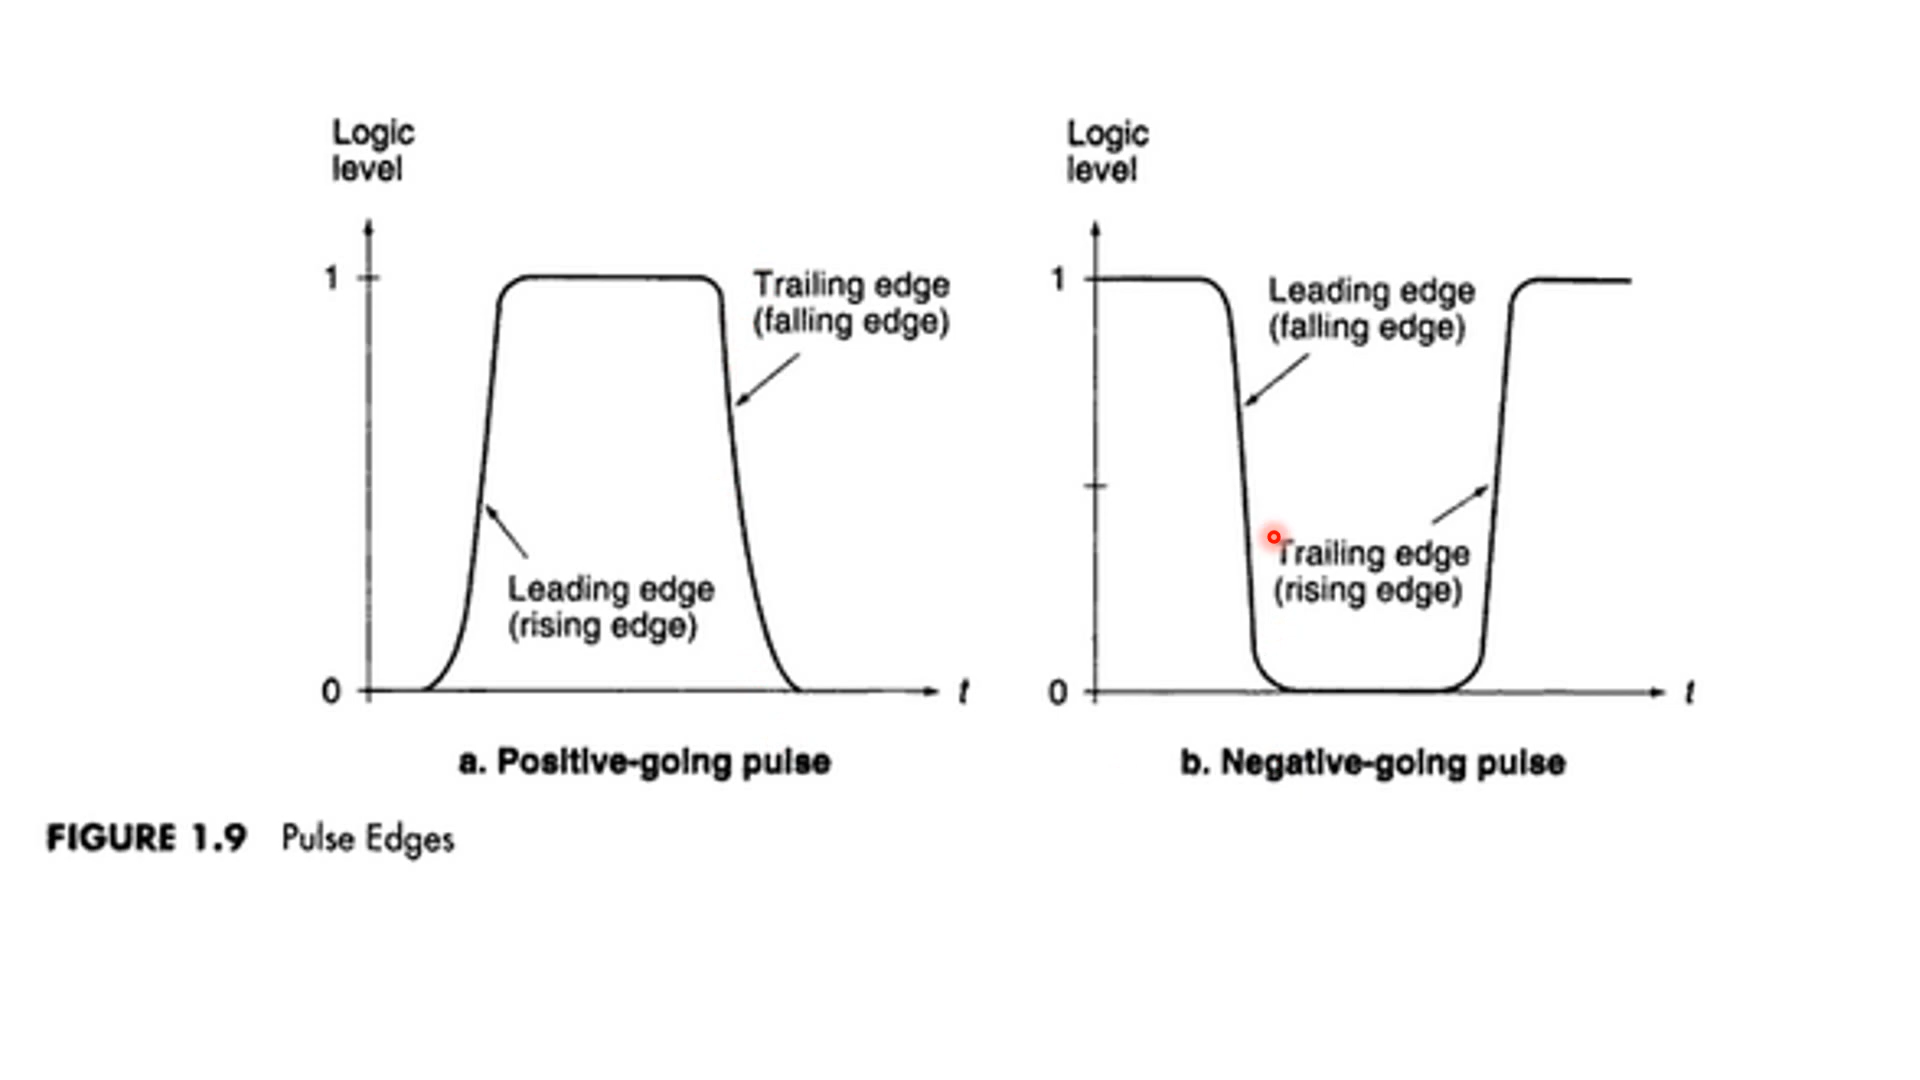 Logic
level
1
Trailing edge
(falling edge)
Leading edge
(rising edge)
0
t
a. Positive-going pulse
Logic
level
1
Leading edge
(falling edge)
Trailing edge
(rising edge)
0
t
b. Negative-going pulse
FIGURE 1.9 Pulse Edges